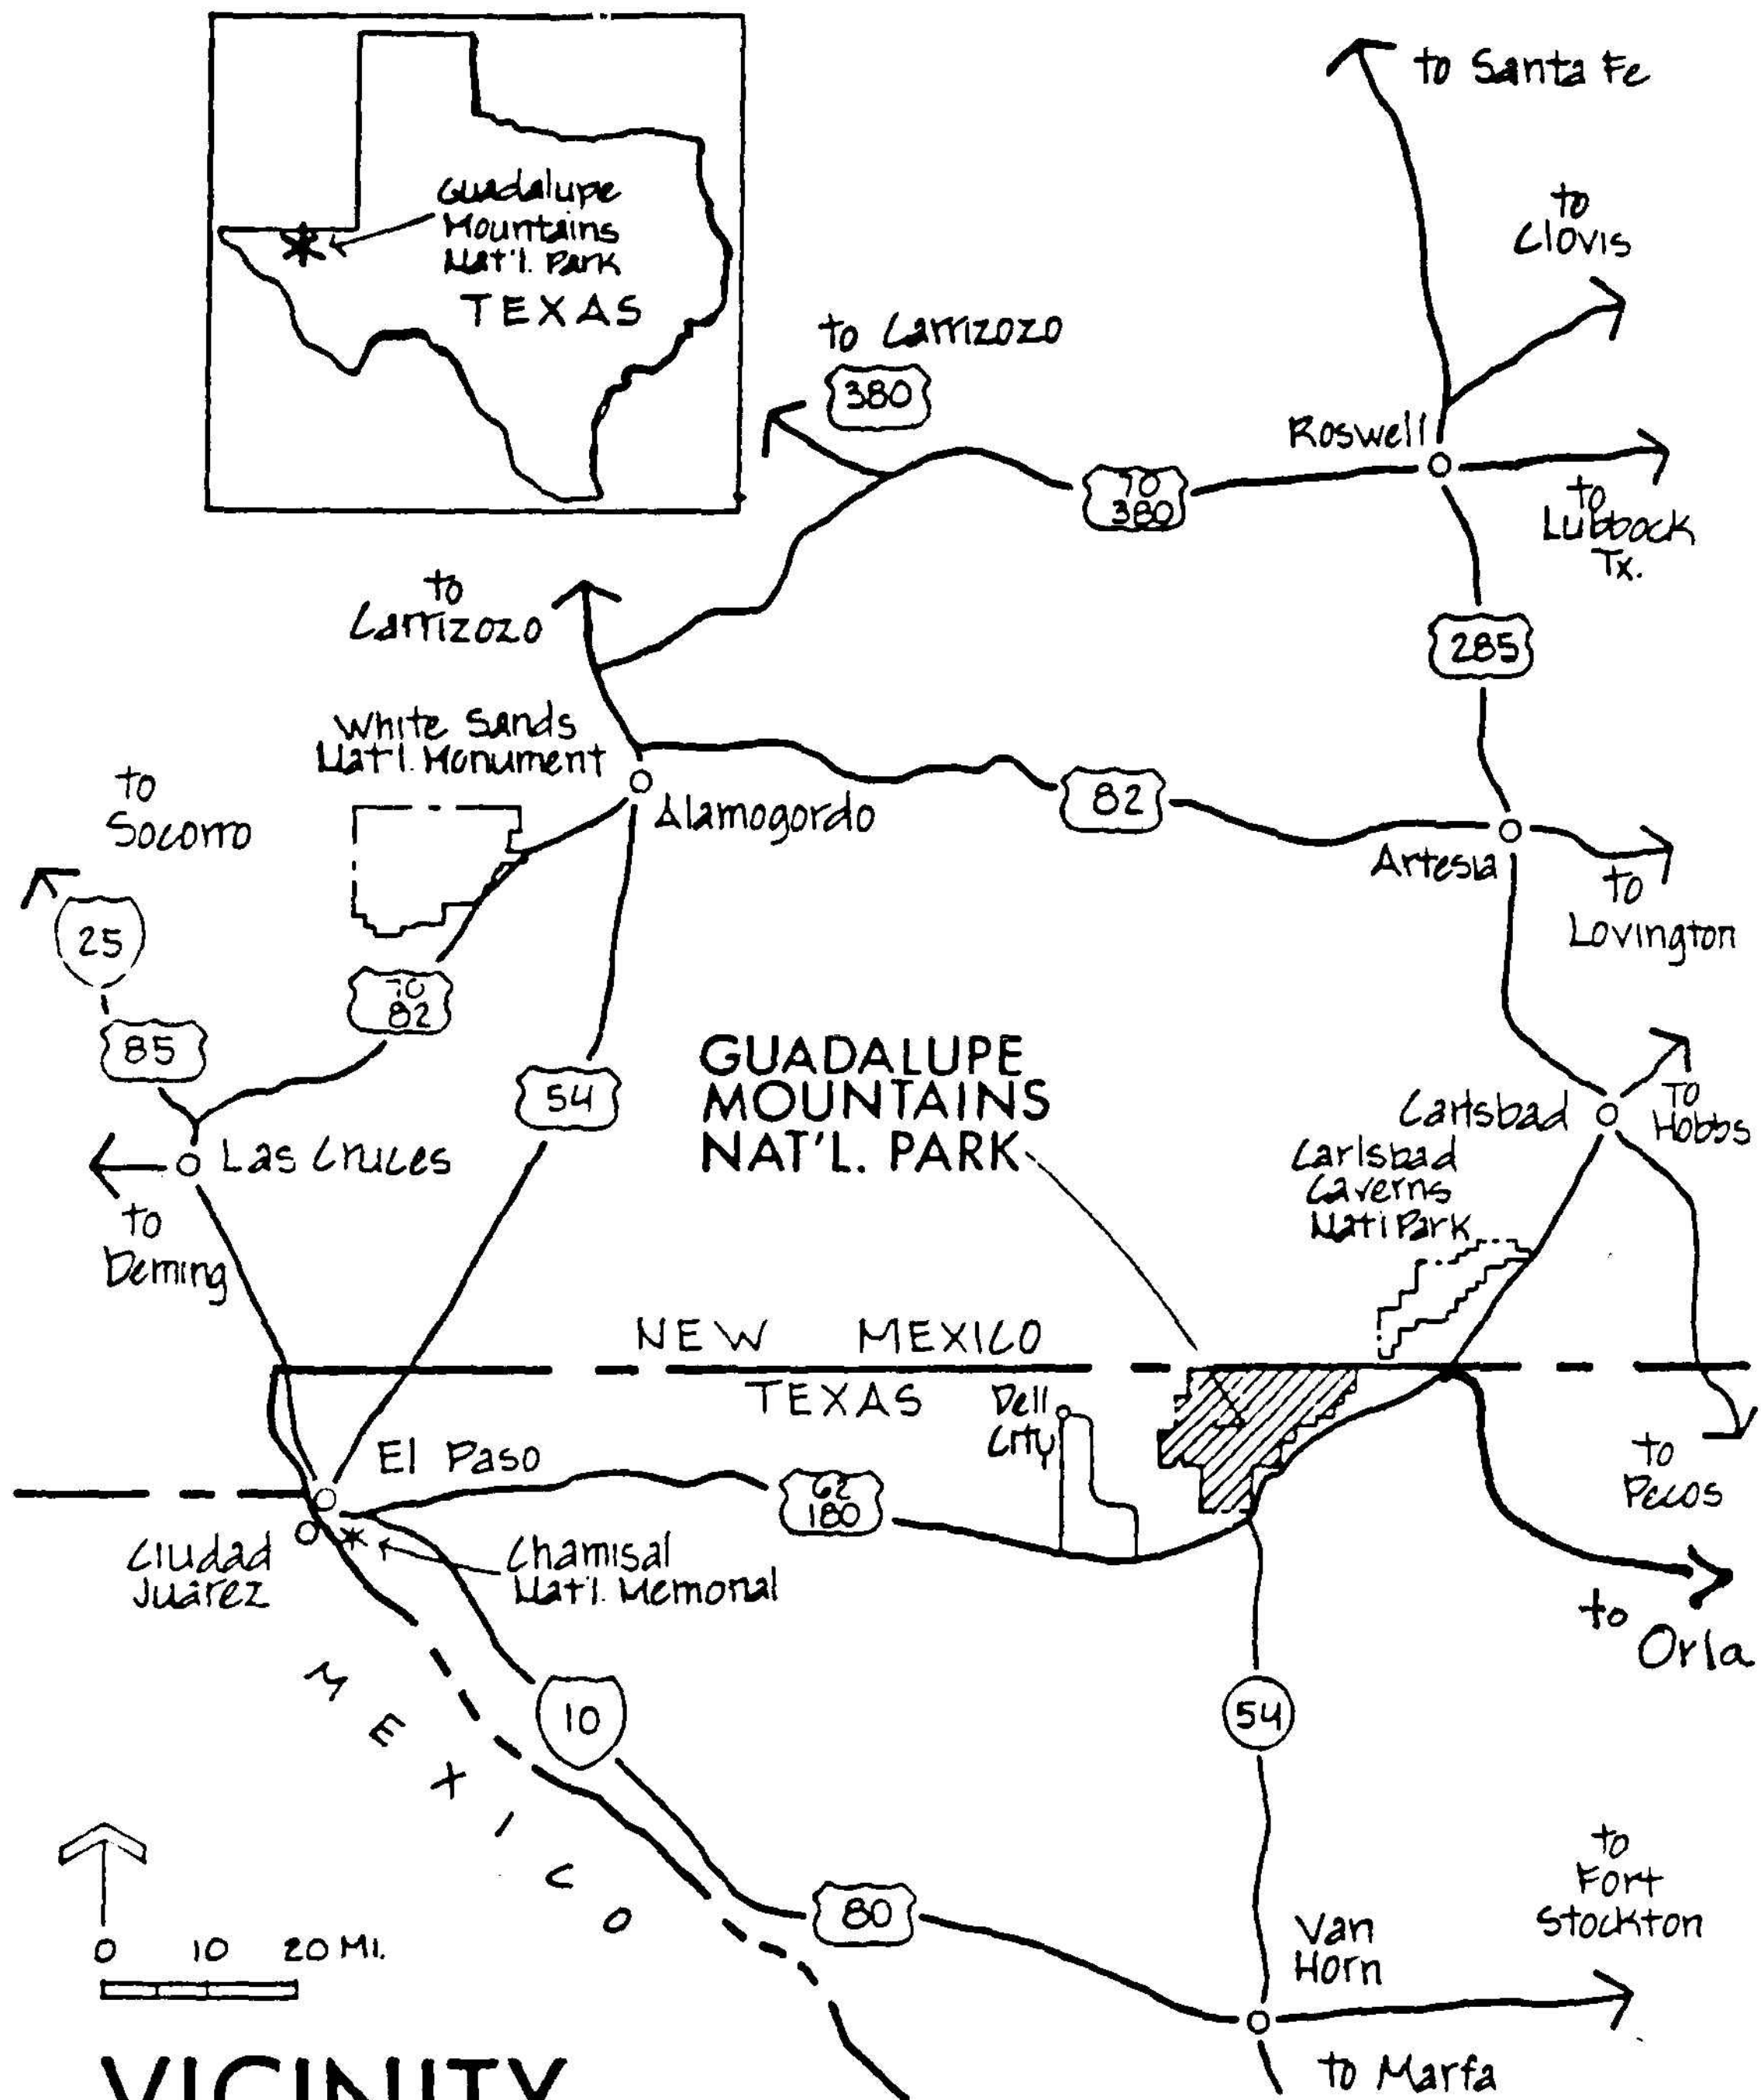 to Santa Fe
to
Clovis
Guadalupe
Mountains
Nat'l. Park
TEXAS
to Carrizozo
380
Roswell
70
380
to
Lubbock
Tx.
to
Carrizozo
285
White Sands
Nat'l. Monument
to
Socorro
Alamogordo
82
Artesia
to
Lovington
25
70
82
85
54
GUADALUPE
MOUNTAINS
NAT'L. PARK
Carlsbad
To
Hobbs
Las Cruces
Carlsbad
Caverns
Nat'l Park
to
Deming
NEW MEXICO
TEXAS
Dell
City
El Paso
to
Pecos
62
180
Ciudad
Juárez
Chamisal
Nat'l. Memorial
to
Orla
MEXICO
10
54
to
Fort
Stockton
80
Van
Horn
0 10 20 MI.
to Marfa
VICINITY